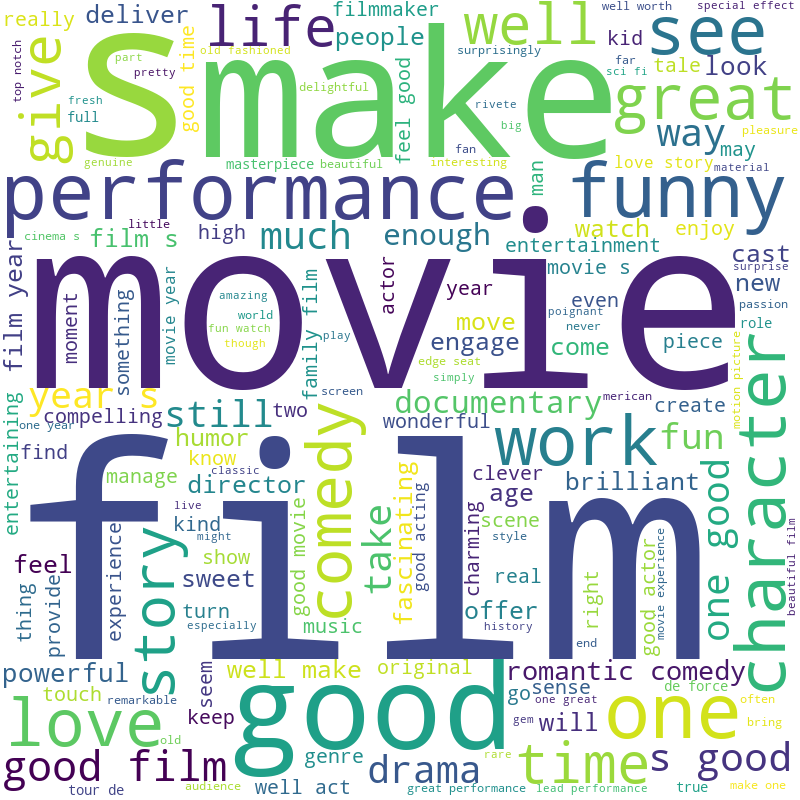 well worth
special effect
really
deliver
life
filmmaker
people
well
kid
see
top notch
part
pretty
fresh
full
give
good time
old fashioned
s
make
delightful
feel good
surprisingly
far
sci fi
tale
look
rivete
big
fan
great
way
may
pleasure
genuine
masterpiece
beautiful
interesting
man
love story
material
performance
.
funny
little
cinema s
film s
high
much
enough
entertainment
watch
enjoy
cast
surprise
film year
moment
something
movie year
amazing
world
fun watch
though
family film
play
actor
year
movie s
even
new
passion
poignant
never
role
movie
move
engage
come
piece
edge seat
simply
motion picture
year s
compelling
still
two
screen
documentary
merican
create
one year
find
humor
know
classic
wonderful
work
fun
character
entertaining
manage
director
comedy
take
fascinating
good acting
clever
age
brilliant
one good
film
live
kind
might
good movie
charming
scene
style
feel
experience
story
show
sweet
real
right
good actor
movie experience
beautiful film
thing
provide
turn
especially
music
offer
history
end
powerful
seem
well make
original
romantic comedy
touch
remarkable
good
go
sense
one great
de force
often
love
old
keep
gem
will
one
bring
good film
genre
drama
rare
time
s good
tour de
audience
well act
great performance
lead performance
true
make one